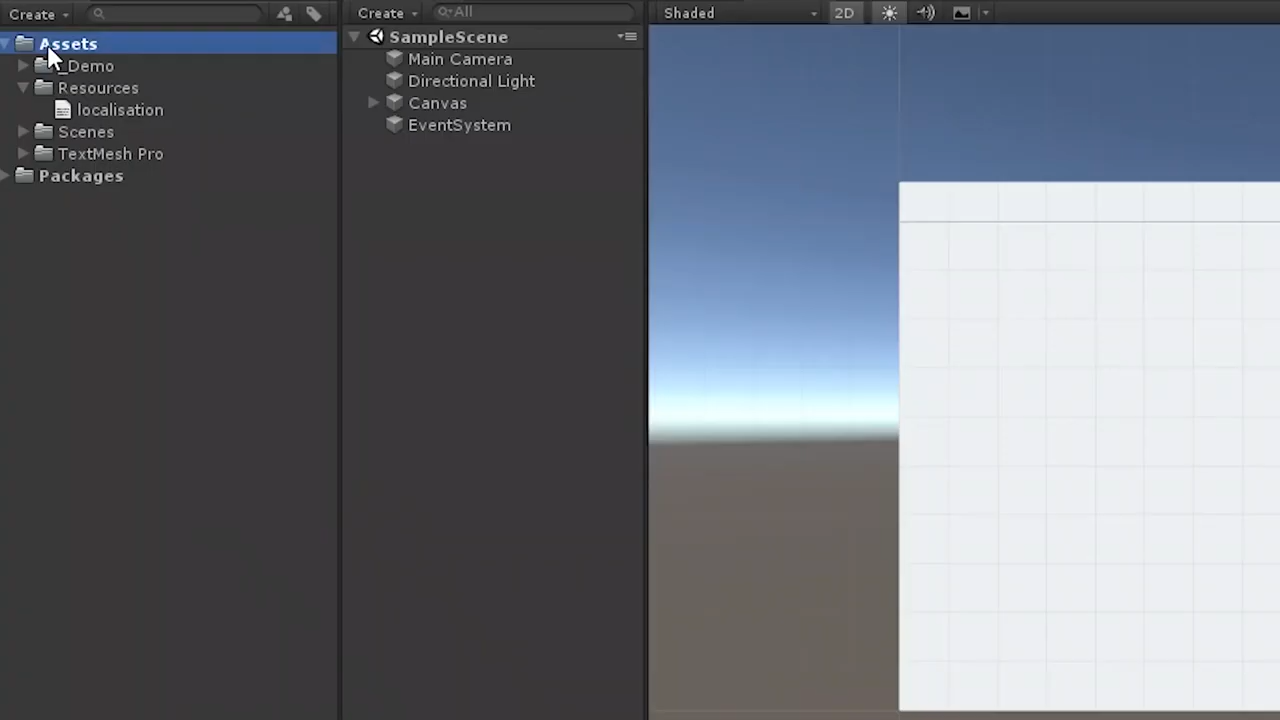 Create
Assets
_Demo
Resources
localisation
Scenes
TextMesh Pro
Packages
Create
All
SampleScene
Main Camera
Directional Light
Canvas
EventSystem
Shaded
2D